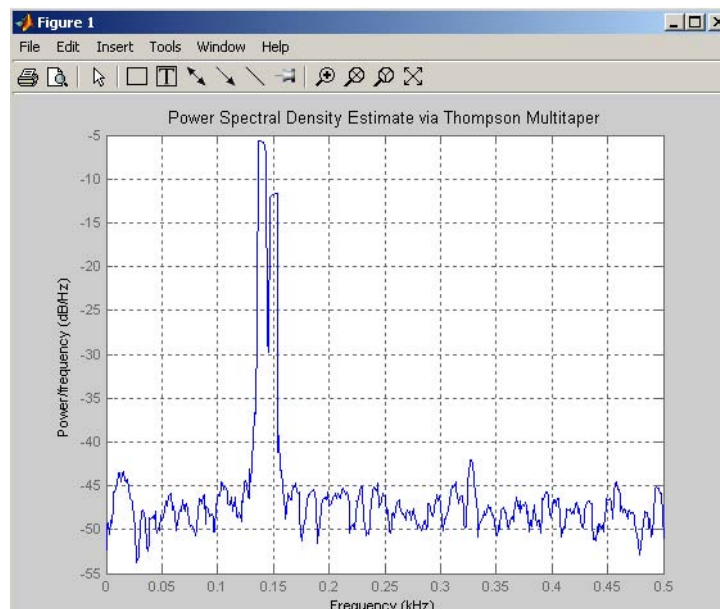 Figure 1
File Edit Insert Tools Window Help
T
Power Spectral Density Estimate via Thompson Multitaper
-5
-10
-15
-20
-25
-30
-35
-40
-45
-50
-55
Power/frequency (dB/Hz)
0 0.05 0.1 0.15 0.2 0.25 0.3 0.35 0.4 0.45 0.5
Frequency (kHz)